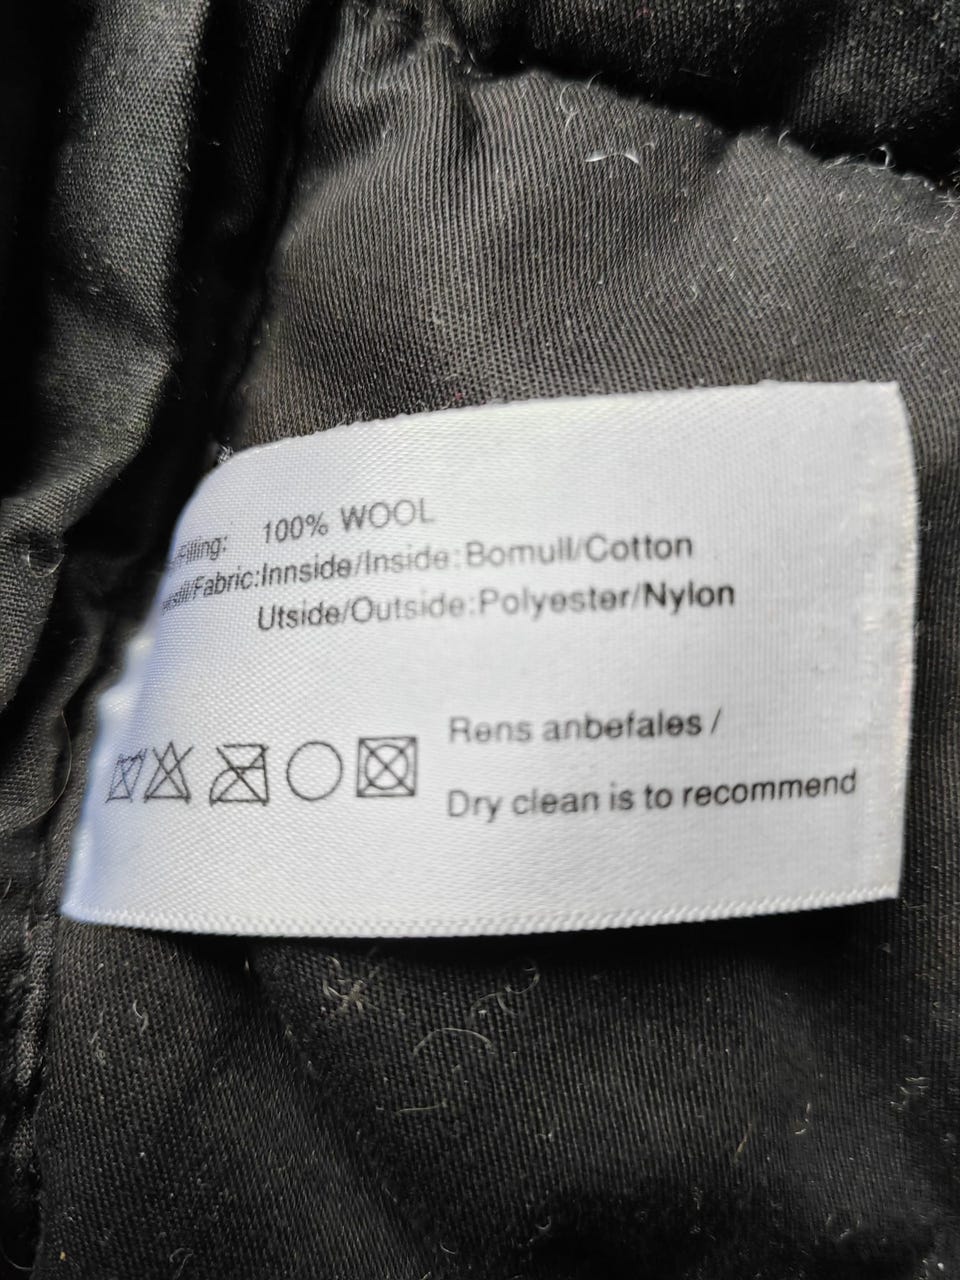 100% WOOL
/Fabric:Innside/Inside:Bomull/Cotton
Utside/Outside:Polyester/Nylon
Rens anbefales /
Dry clean is to recommend